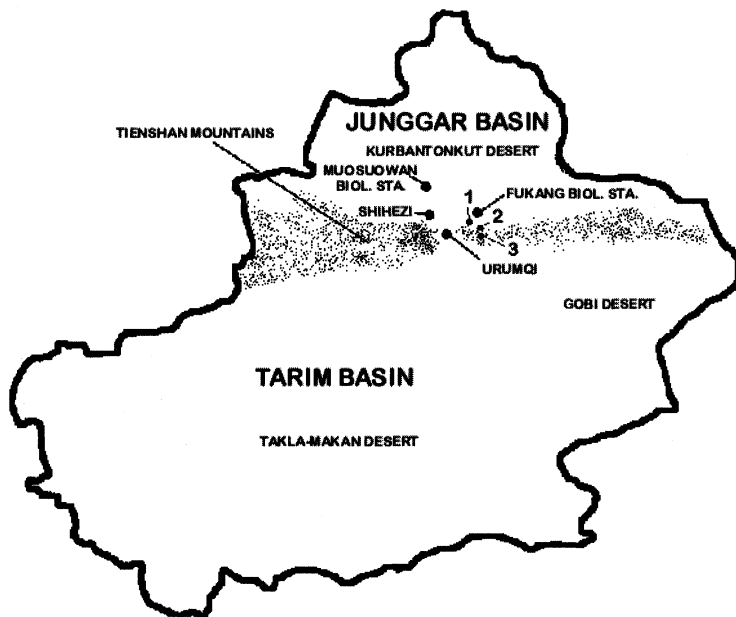 JUNGGAR BASIN
TIENSHAN MOUNTAINS
KURBANTONKUT DESERT
MUOSUOWAN
BIOL. STA.
1
FUKANG BIOL. STA.
SHIHEZI
2
3
URUMQI
GOBI DESERT
TARIM BASIN
TAKLA-MAKAN DESERT